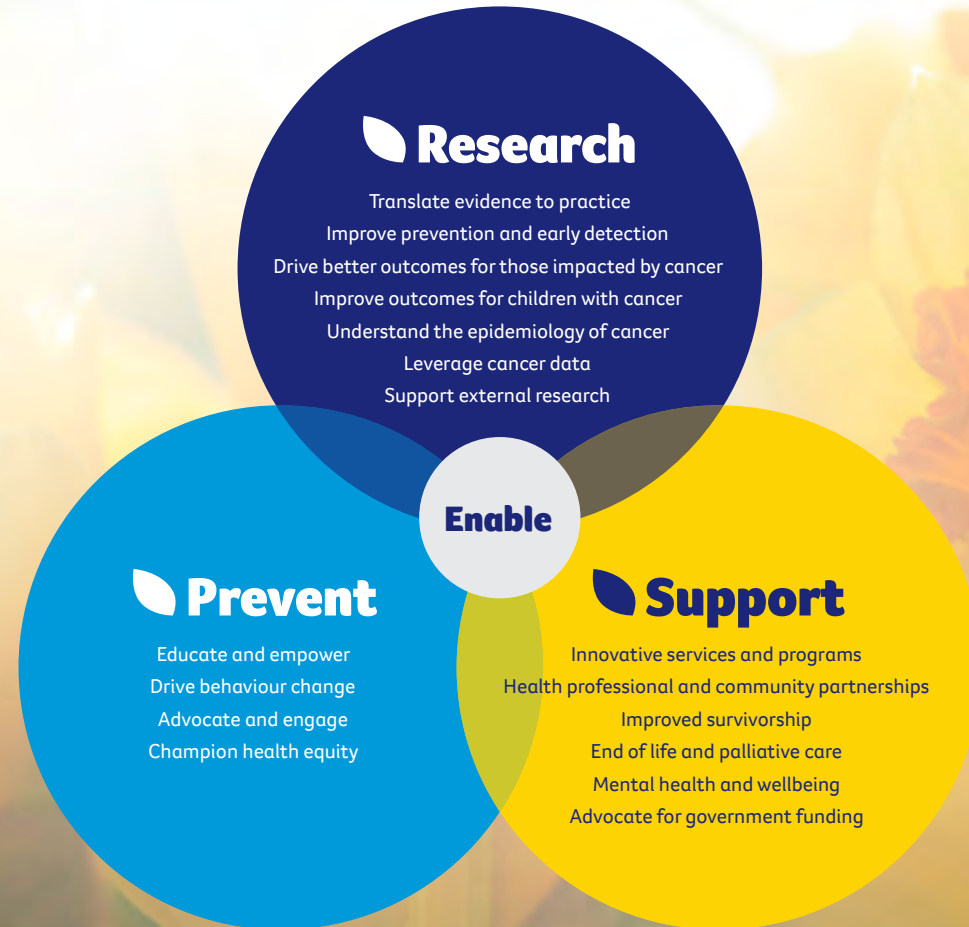 Research
Translate evidence to practice
Improve prevention and early detection
Drive better outcomes for those impacted by cancer
Improve outcomes for children with cancer
Understand the epidemiology of cancer
Leverage cancer data
Support external research
Enable
Prevent
Educate and empower
Drive behaviour change
Advocate and engage
Champion health equity
Support
Innovative services and programs
Health professional and community partnerships
Improved survivorship
End of life and palliative care
Mental health and wellbeing
Advocate for government funding